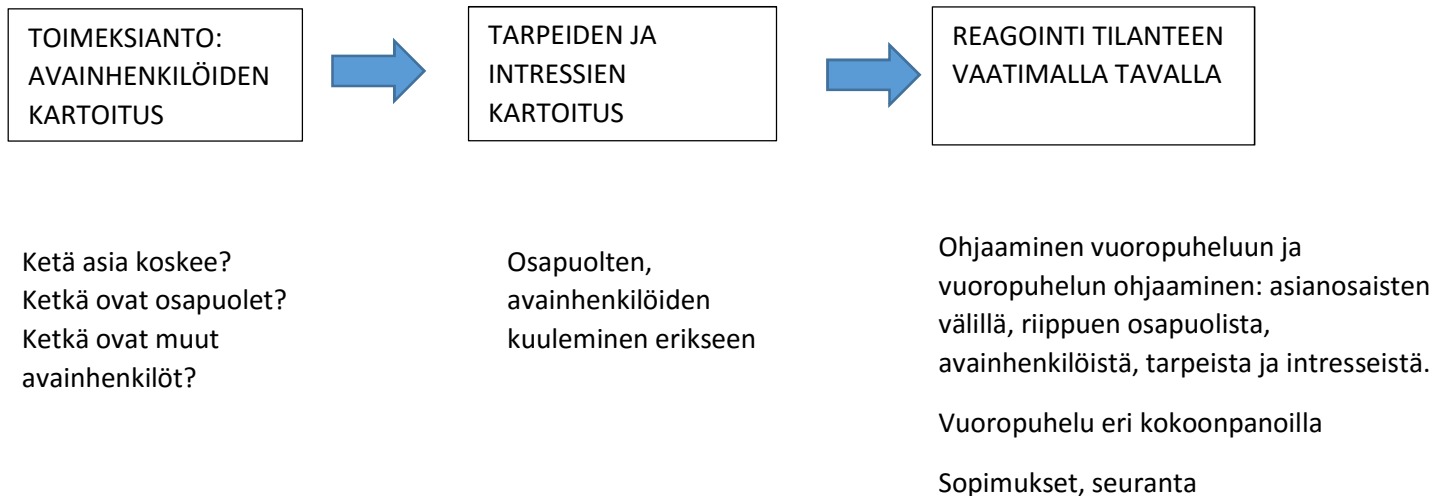 TOIMEKSIANTO:
AVAINHENKILÖIDEN
KARTOITUS
TARPEIDEN JA
INTRESSIEN
KARTOITUS
REAGOINTI TILANTEEN
VAATIMALLA TAVALLA
Ketä asia koskee?
Ketkä ovat osapuolet?
Ketkä ovat muut
avainhenkilöt?
Osapuolten,
avainhenkilöiden
kuuleminen erikseen
Ohjaaminen vuoropuheluun ja
vuoropuhelun ohjaaminen: asianosaisten
välillä, riippuen osapuolista,
avainhenkilöistä, tarpeista ja intresseistä.
Vuoropuhelu eri kokoonpanoilla
Sopimukset, seuranta